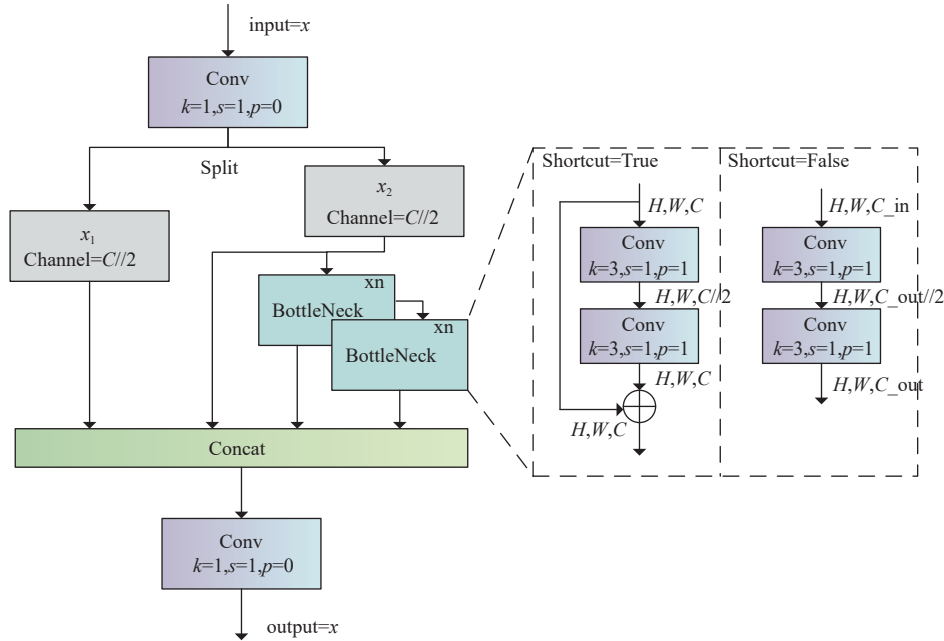 input=x
Conv
k=1,s=1,p=0
Split
x₁
Channel=C//2
x₂
Channel=C//2
xn
BottleNeck
xn
BottleNeck
Concat
Conv
k=1,s=1,p=0
output=x
Shortcut=True
H,W,C
Conv
k=3,s=1,p=1
H,W,C//2
Conv
k=3,s=1,p=1
H,W,C
H,W,C
Shortcut=False
H,W,C_in
Conv
k=3,s=1,p=1
H,W,C_out//2
Conv
k=3,s=1,p=1
H,W,C_out